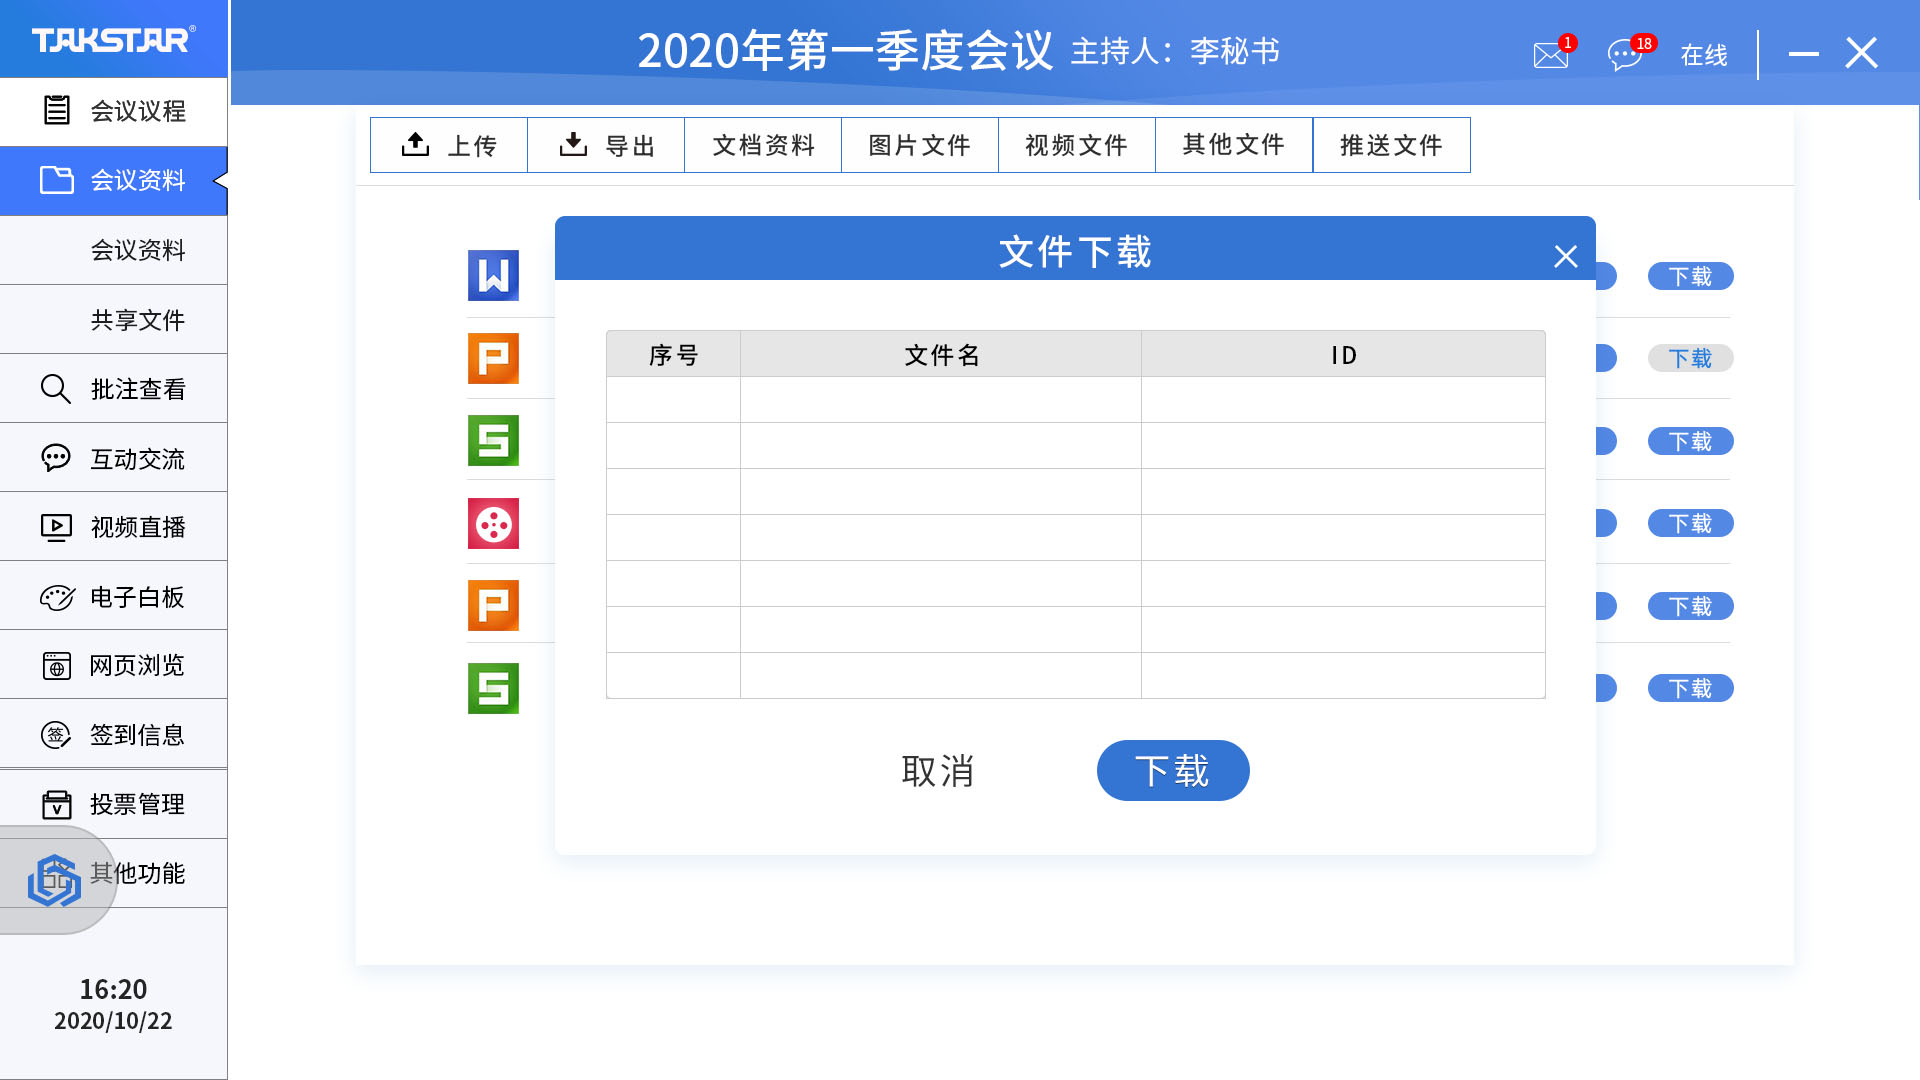 TAKSTAR®
2020年第一季度会议 主持人：李秘书
1
18
在线
会议议程
会议资料
会议资料
共享文件
批注查看
互动交流
视频直播
电子白板
网页浏览
签到信息
签
投票管理
V
其他功能
16:20
2020/10/22
上传
导出
文档资料
图片文件
视频文件
其他文件
推送文件
文件下载
序号
文件名
ID
取消
下载
W
P
S
P
S
下载
下载
下载
下载
下载
下载